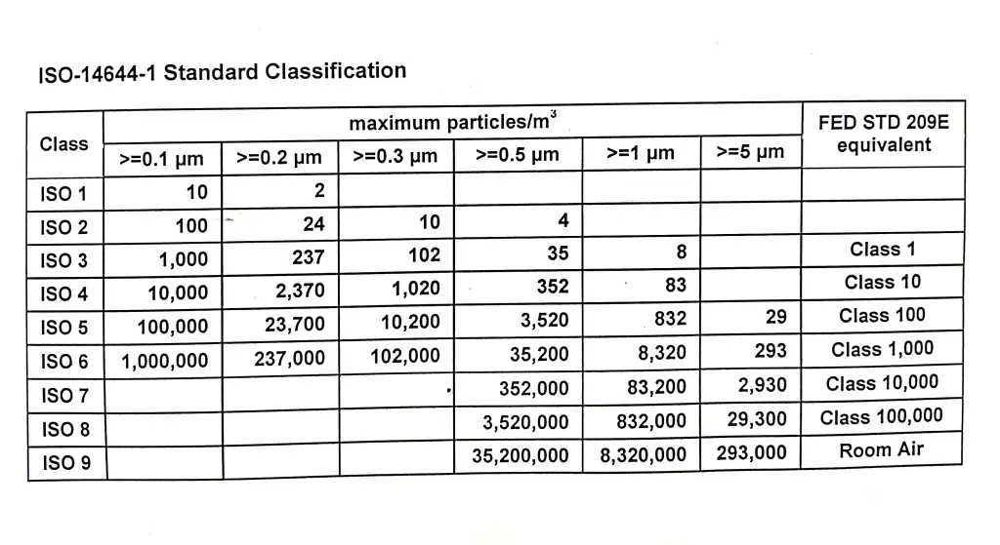 ISO-14644-1 Standard Classification
Class maximum particles/m³ FED STD 209E equivalent
>=0.1 µm >=0.2 µm >=0.3 µm >=0.5 µm >=1 µm >=5 µm
ISO 1 10 2
ISO 2 100 24 10 4
ISO 3 1,000 237 102 35 8 Class 1
ISO 4 10,000 2,370 1,020 352 83 Class 10
ISO 5 100,000 23,700 10,200 3,520 832 29 Class 100
ISO 6 1,000,000 237,000 102,000 35,200 8,320 293 Class 1,000
ISO 7 352,000 83,200 2,930 Class 10,000
ISO 8 3,520,000 832,000 29,300 Class 100,000
ISO 9 35,200,000 8,320,000 293,000 Room Air